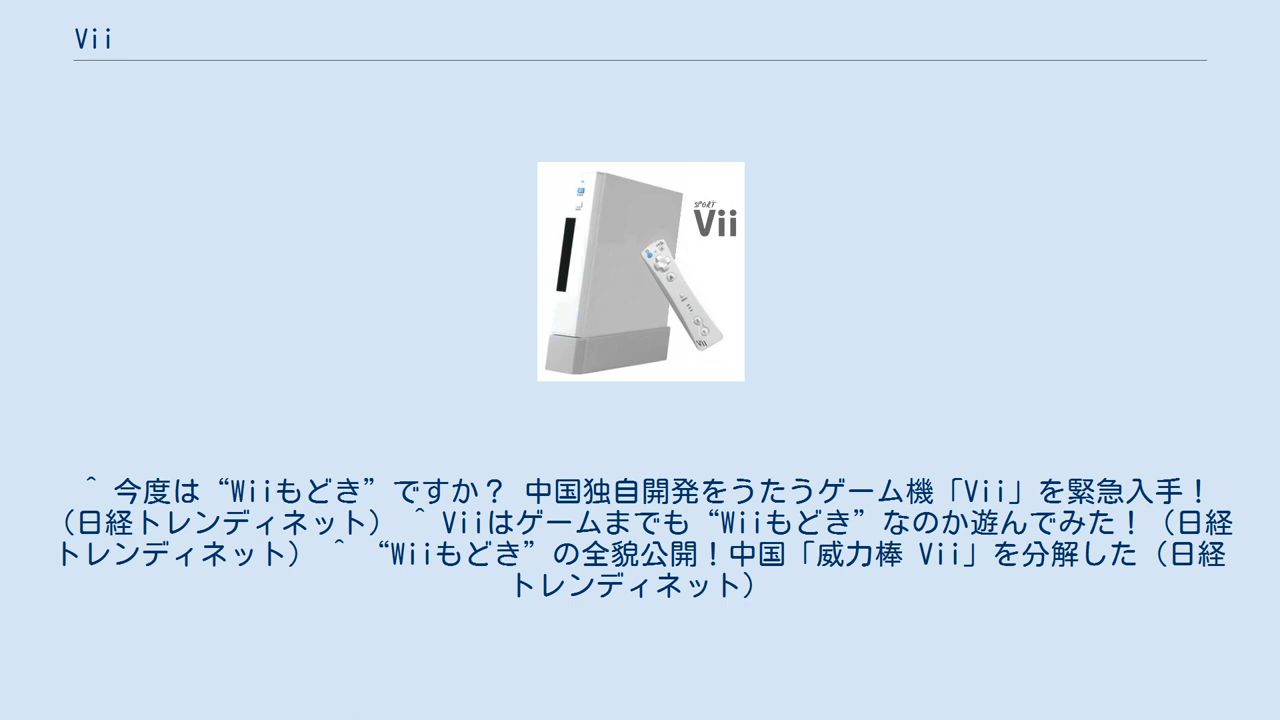 Vii
SPORT
Vii
Vii
＾ 今度は“Wiiもどき”ですか？ 中国独自開発をうたうゲーム機「Vii」を緊急入手！
（日経トレンディネット） ＾ Viiはゲームまでも“Wiiもどき”なのか遊んでみた！（日経
トレンディネット） ＾ “Wiiもどき”の全貌公開！中国「威力棒 Vii」を分解した（日経
トレンディネット）